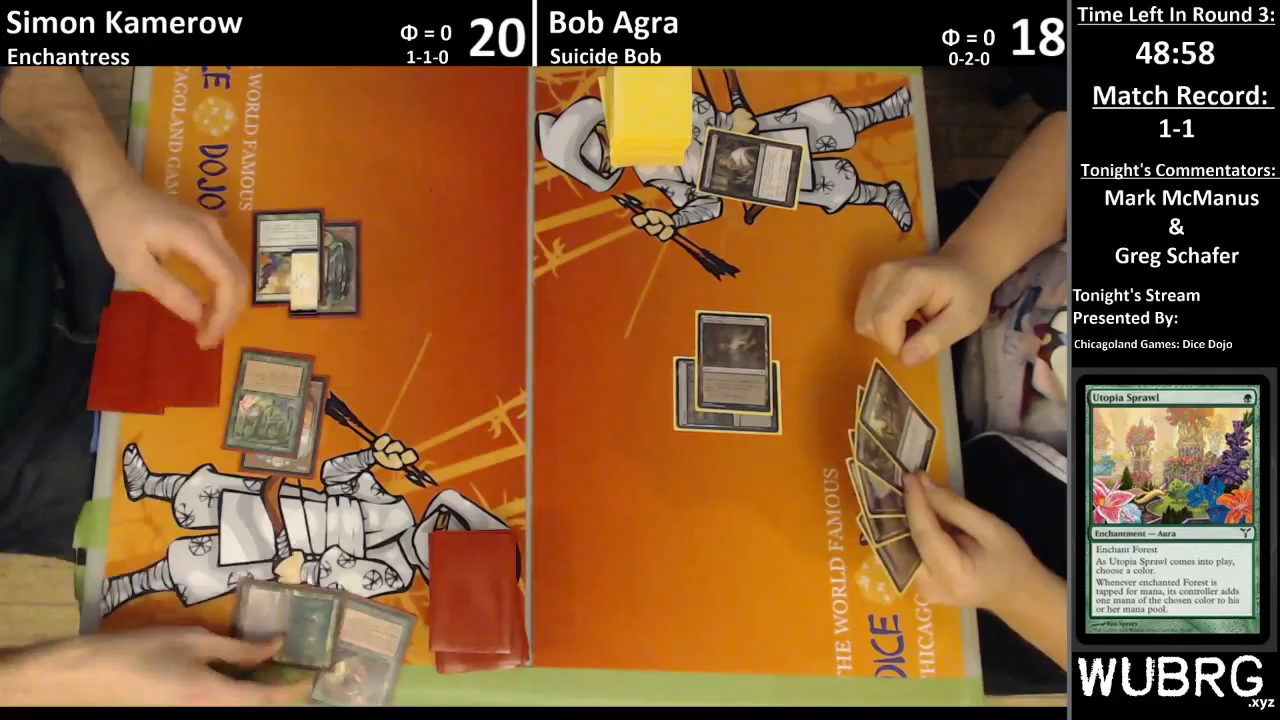 Simon Kamerow
Enchantress
Φ = 0
1-1-0
20
Bob Agra
Suicide Bob
Φ = 0
0-2-0
18
Time Left In Round 3:
48:58
Match Record:
1-1
Tonight's Commentators:
Mark McManus
&
Greg Schafer
Tonight's Stream
Presented By:
Chicagoland Games: Dice Dojo
Utopia Sprawl
Enchantment — Aura
Enchant Forest
As Utopia Sprawl comes into play,
choose a color.
Whenever enchanted Forest is
tapped for mana, its controller adds
one mana of the chosen color to his
or her mana pool.
WUBRG
.xyz
WORLD FAMOUS
DOJO
THE WORLD FAMOUS
DICE